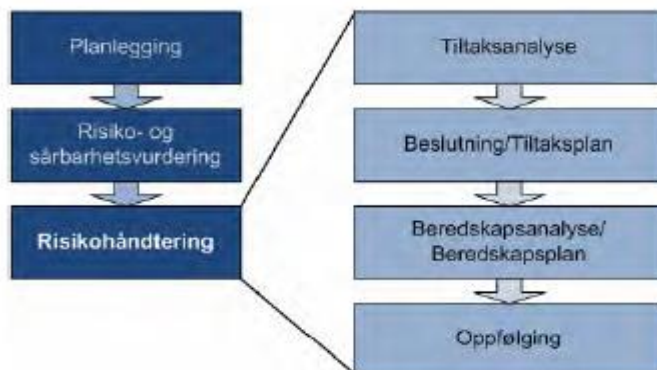 Planlegging
Risiko- og
sårbarhetsvurdering
Risikohåndtering
Tiltaksanalyse
Beslutning/Tiltaksplan
Beredskapsanalyse/
Beredskapsplan
Oppfølging